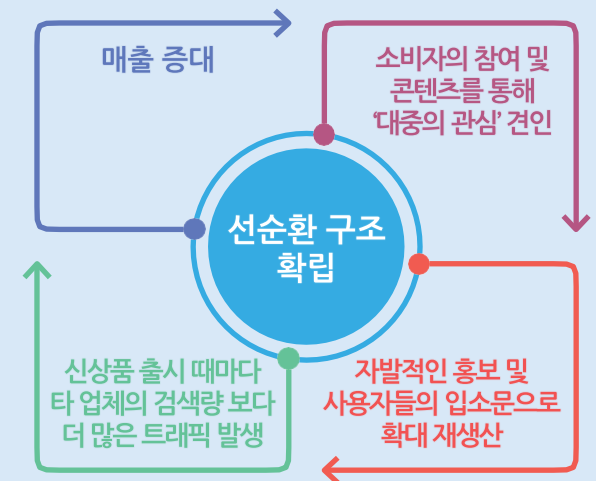 매출 증대
소비자의 참여 및
콘텐츠를 통해
‘대중의 관심’ 견인
선순환 구조
확립
신상품 출시 때마다
타 업체의 검색량 보다
더 많은 트래픽 발생
자발적인 홍보 및
사용자들의 입소문으로
확대 재생산